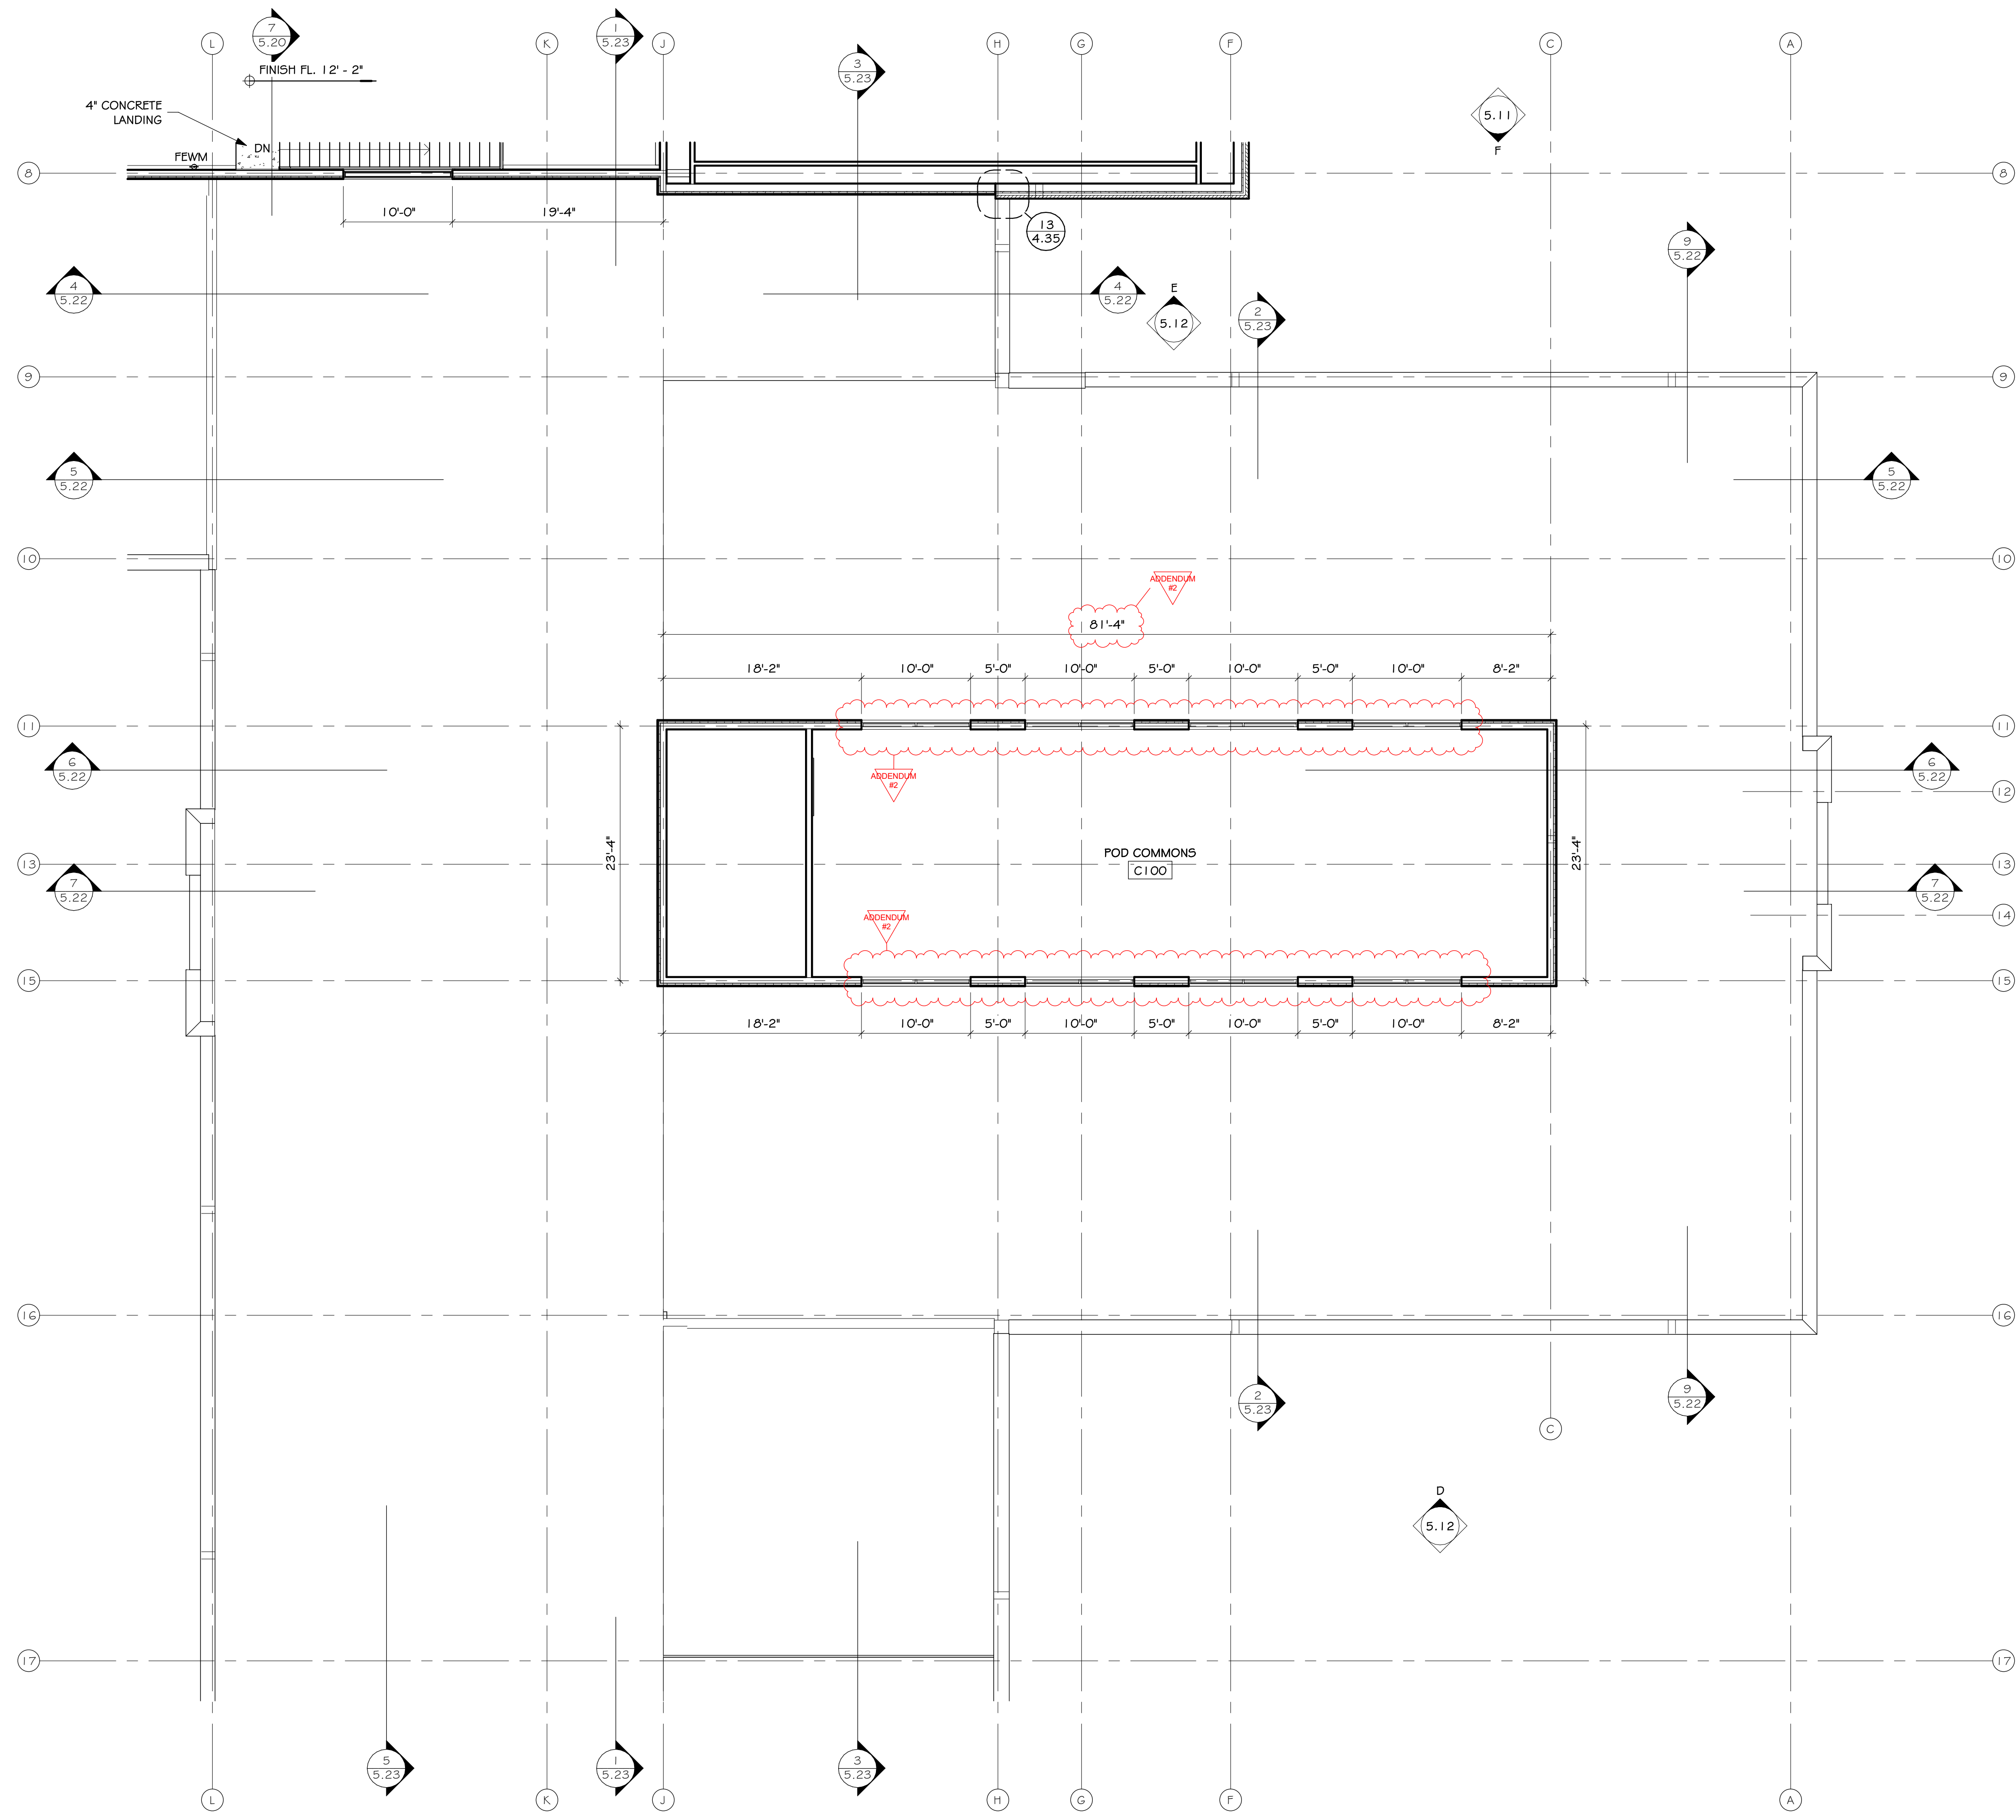 7
5.20
1
5.23
L
K
J
3
5.23
H
G
F
C
A
FINISH FL. 12' - 2"
4" CONCRETE
LANDING
5.11
F
DN
FEWM
8
8
10'-0"
19'-4"
13
4.35
9
5.22
4
5.22
4
5.22
E
5.12
2
5.23
9
9
5
5.22
5
5.22
10
10
ADDENDUM
#2
81'-4"
18'-2"
10'-0"
5'-0"
10'-0"
5'-0"
10'-0"
5'-0"
10'-0"
8'-2"
11
11
6
5.22
ADDENDUM
#2
6
5.22
12
23'-4"
23'-4"
POD COMMONS
C100
13
13
7
5.22
7
5.22
ADDENDUM
#2
14
15
15
18'-2"
10'-0"
5'-0"
10'-0"
5'-0"
10'-0"
5'-0"
10'-0"
8'-2"
16
16
2
5.23
9
5.22
C
D
5.12
17
17
5
5.23
1
5.23
3
5.23
L
K
J
H
G
F
A